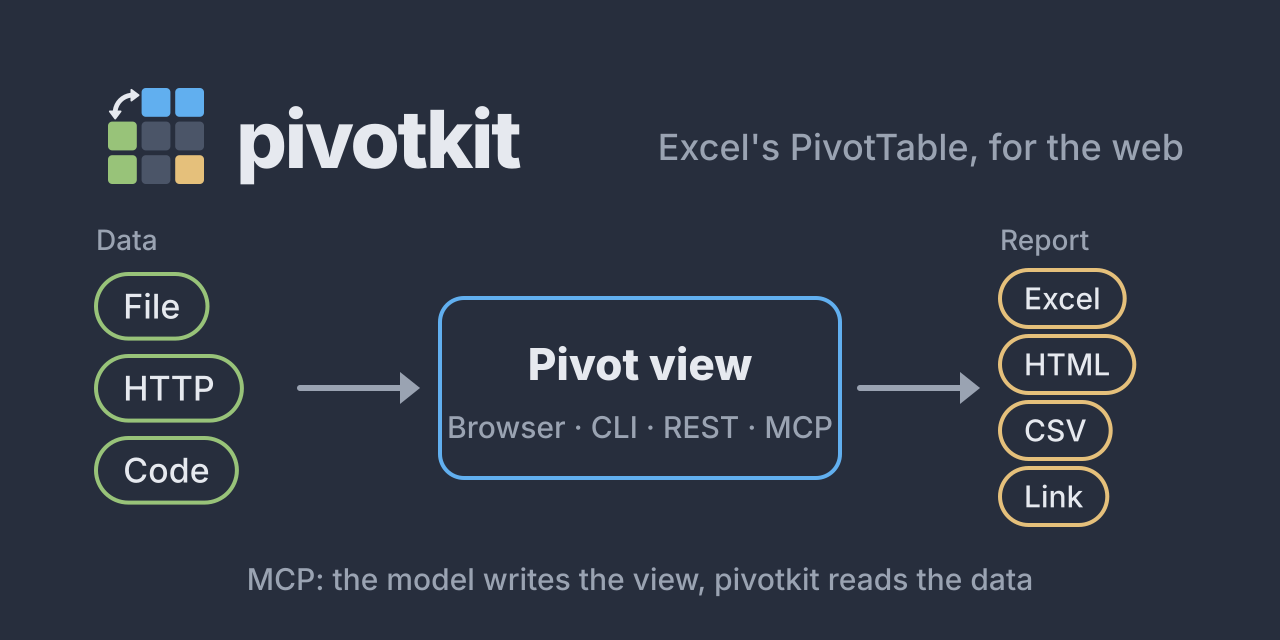 pivotkit
Excel's PivotTable, for the web
Data
File
HTTP
Code
Pivot view
Browser · CLI · REST · MCP
Report
Excel
HTML
CSV
Link
MCP: the model writes the view, pivotkit reads the data